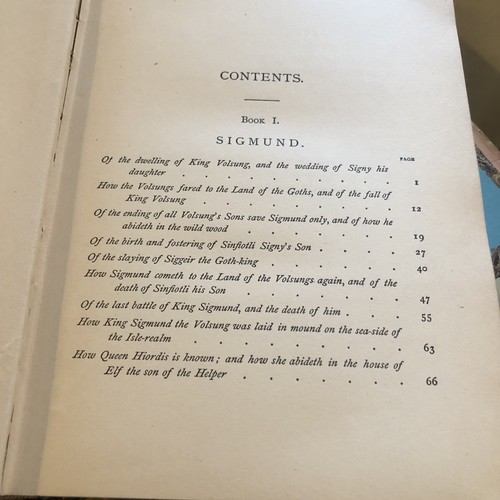 CONTENTS.
BOOK I.
SIGMUND.
PAGE
Of the dwelling of King Volsung, and the wedding of Signy his
daughter . . . . . . . . 1
How the Volsungs fared to the Land of the Goths, and of the fall of
King Volsung . . . . . . . 12
Of the ending of all Volsung's Sons save Sigmund only, and of how he
abideth in the wild wood . . . . . . 19
Of the birth and fostering of Sinfiotli Signy's Son . . . . 27
Of the slaying of Siggeir the Goth-king . . . . . 40
How Sigmund cometh to the Land of the Volsungs again, and of the
death of Sinfiotli his Son . . . . . . 47
Of the last battle of King Sigmund, and the death of him . . . 55
How King Sigmund the Volsung was laid in mound on the sea-side of
the Isle-realm . . . . . . . 63
How Queen Hiordis is known; and how she abideth in the house of
Elf the son of the Helper . . . . . . 66